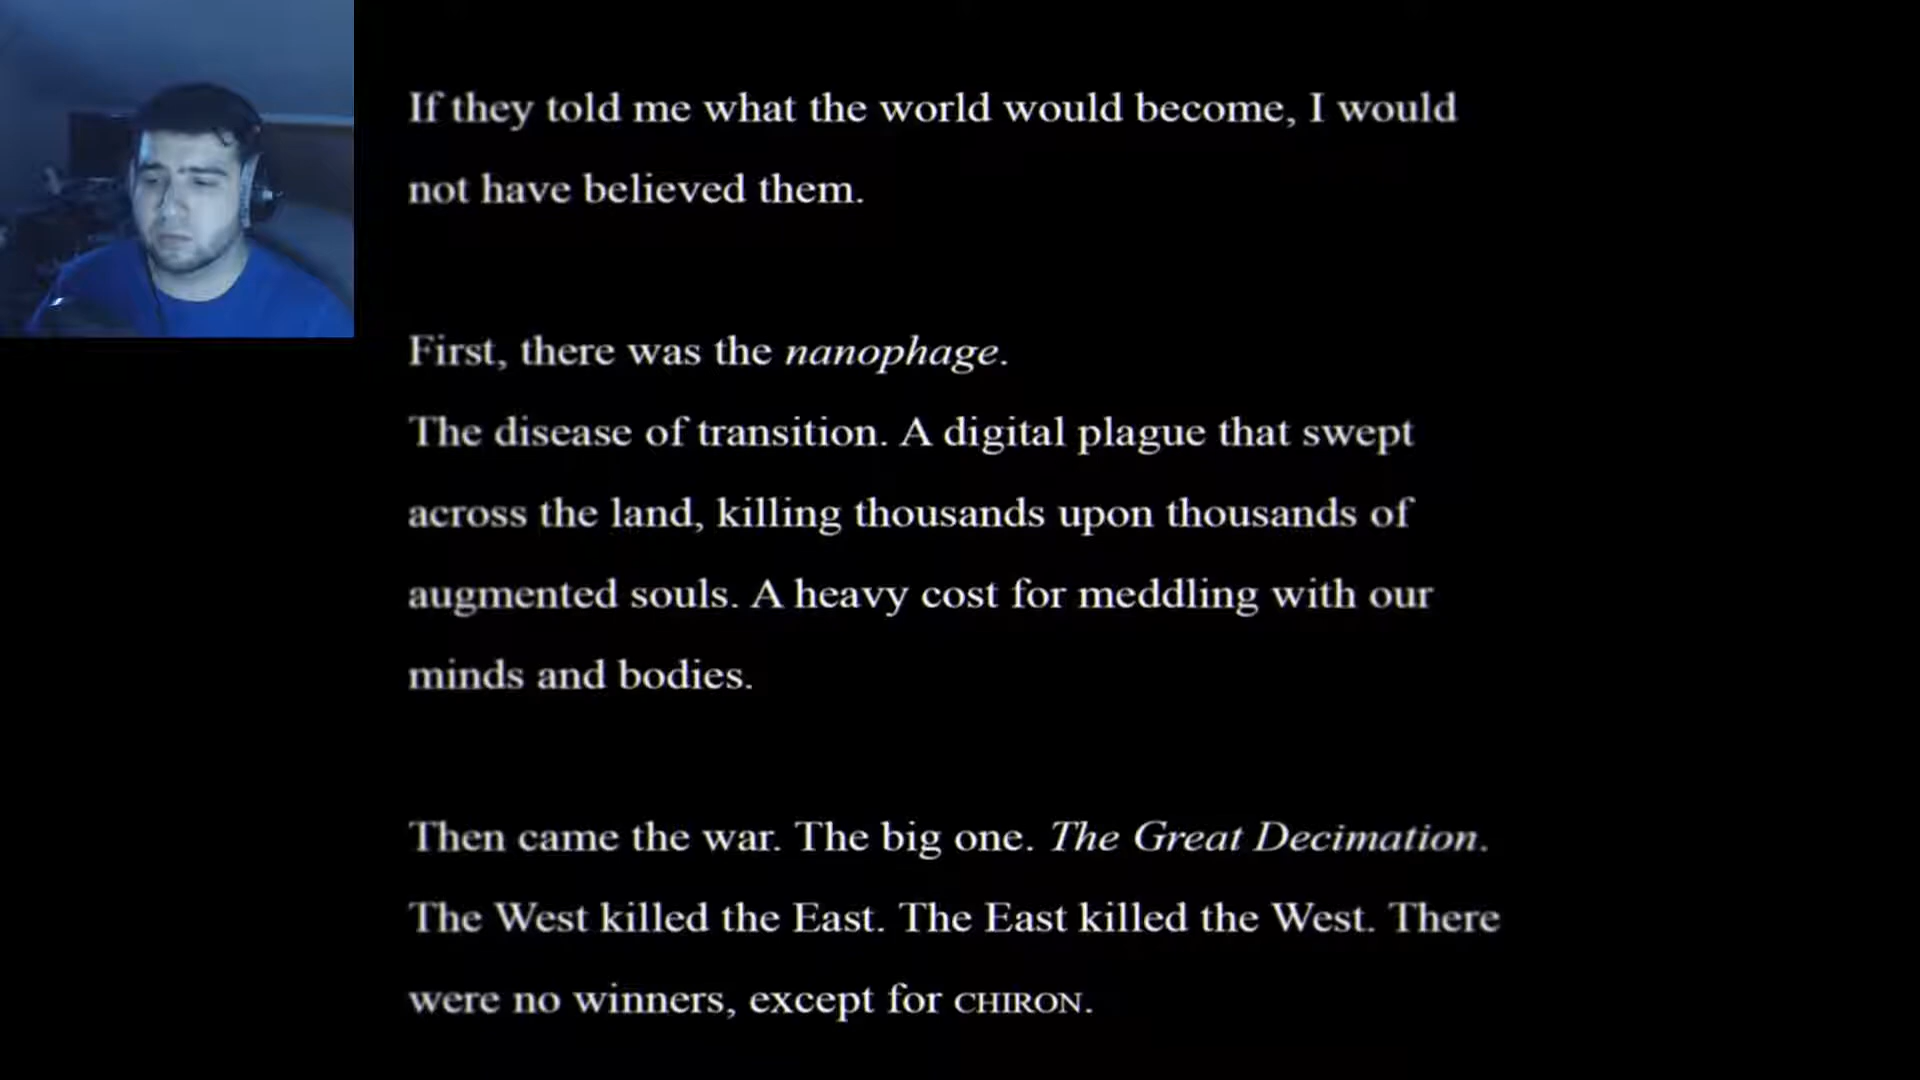 If they told me what the world would become, I would
not have believed them.
First, there was the nanophage.
The disease of transition. A digital plague that swept
across the land, killing thousands upon thousands of
augmented souls. A heavy cost for meddling with our
minds and bodies.
Then came the war. The big one. The Great Decimation.
The West killed the East. The East killed the West. There
were no winners, except for CHIRON.